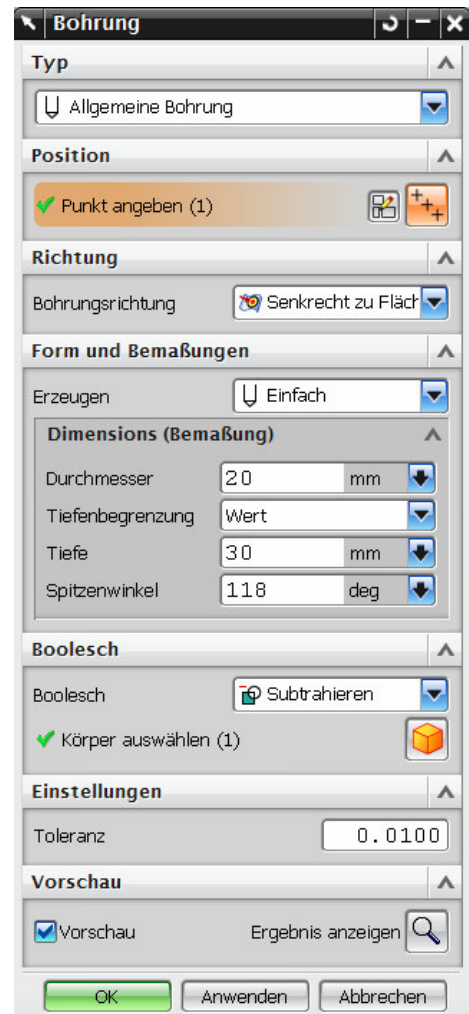 Bohrung
Typ
Allgemeine Bohrung
Position
Punkt angeben (1)
Richtung
Bohrungsrichtung Senkrecht zu Fläch
Form und Bemaßungen
Erzeugen Einfach
Dimensions (Bemaßung)
Durchmesser 20 mm
Tiefenbegrenzung Wert
Tiefe 30 mm
Spitzenwinkel 118 deg
Boolesch
Boolesch Subtrahieren
Körper auswählen (1)
Einstellungen
Toleranz 0.0100
Vorschau
Vorschau Ergebnis anzeigen
OK Anwenden Abbrechen